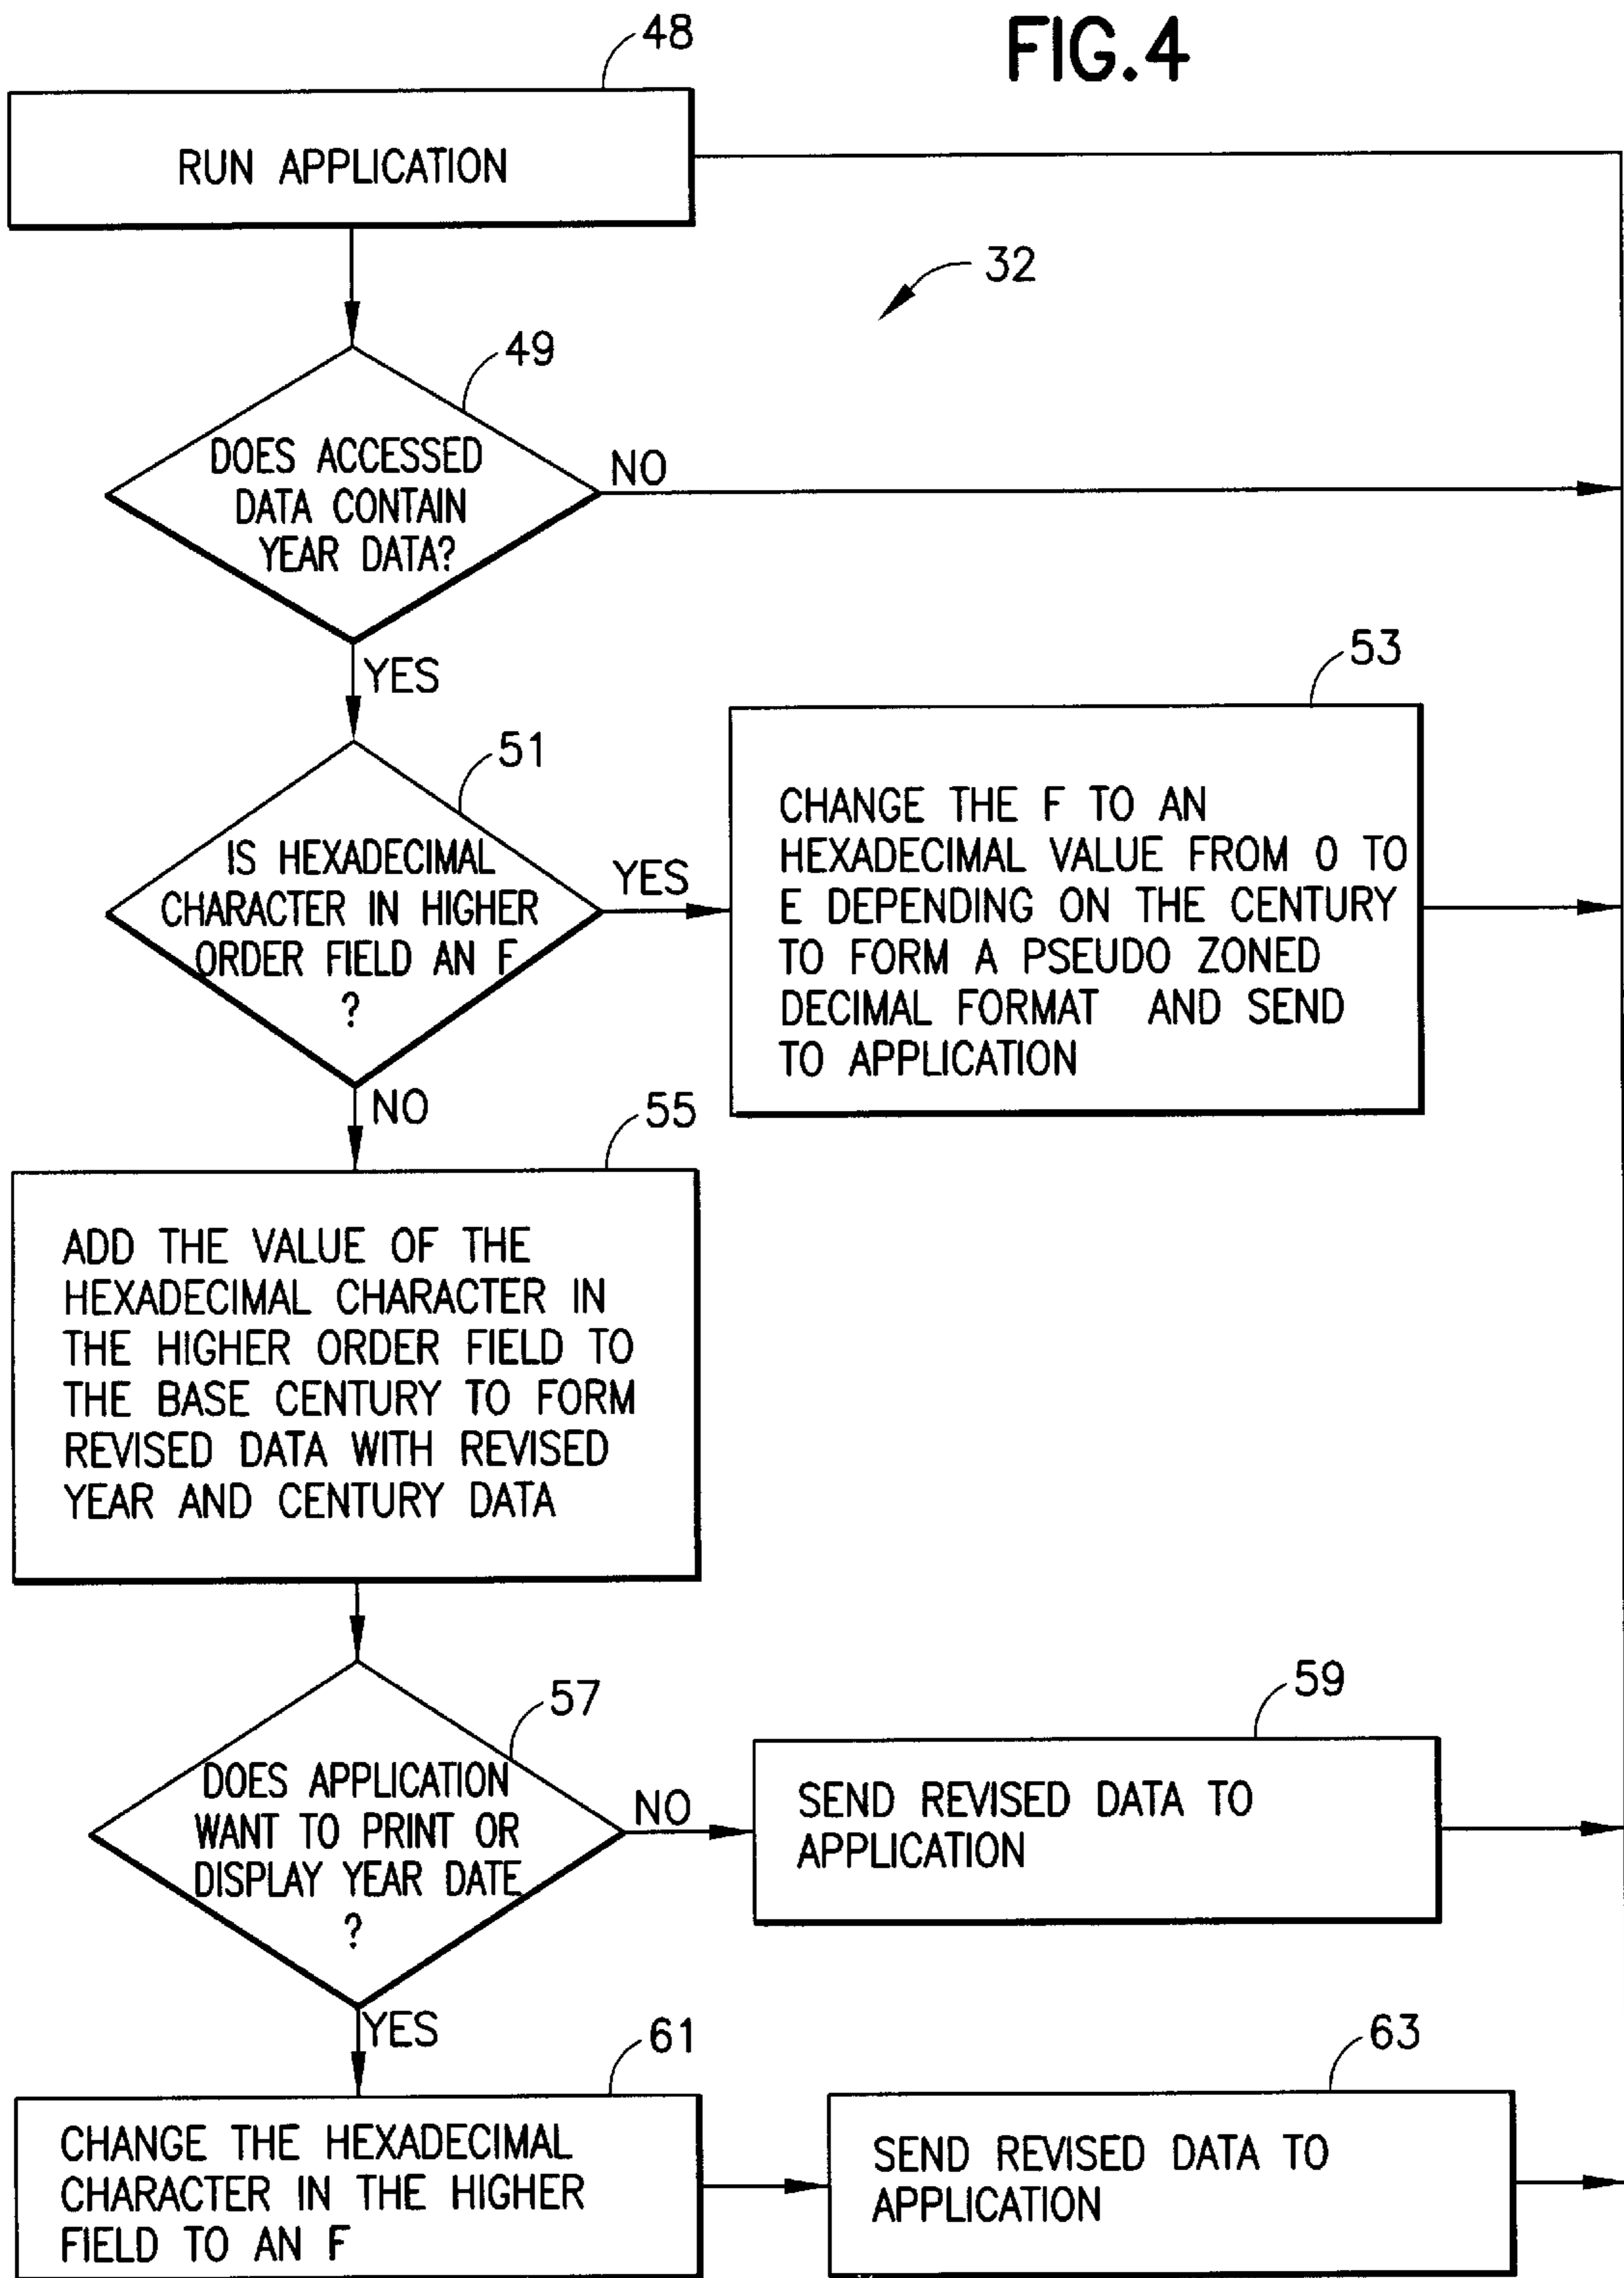 FIG.4
48
RUN APPLICATION
32
49
DOES ACCESSED
DATA CONTAIN
YEAR DATA?
NO
YES
51
IS HEXADECIMAL
CHARACTER IN HIGHER
ORDER FIELD AN F
?
YES
53
CHANGE THE F TO AN
HEXADECIMAL VALUE FROM 0 TO
E DEPENDING ON THE CENTURY
TO FORM A PSEUDO ZONED
DECIMAL FORMAT AND SEND
TO APPLICATION
NO
55
ADD THE VALUE OF THE
HEXADECIMAL CHARACTER IN
THE HIGHER ORDER FIELD TO
THE BASE CENTURY TO FORM
REVISED DATA WITH REVISED
YEAR AND CENTURY DATA
57
DOES APPLICATION
WANT TO PRINT OR
DISPLAY YEAR DATE
?
NO
59
SEND REVISED DATA TO
APPLICATION
YES
61
CHANGE THE HEXADECIMAL
CHARACTER IN THE HIGHER
FIELD TO AN F
63
SEND REVISED DATA TO
APPLICATION